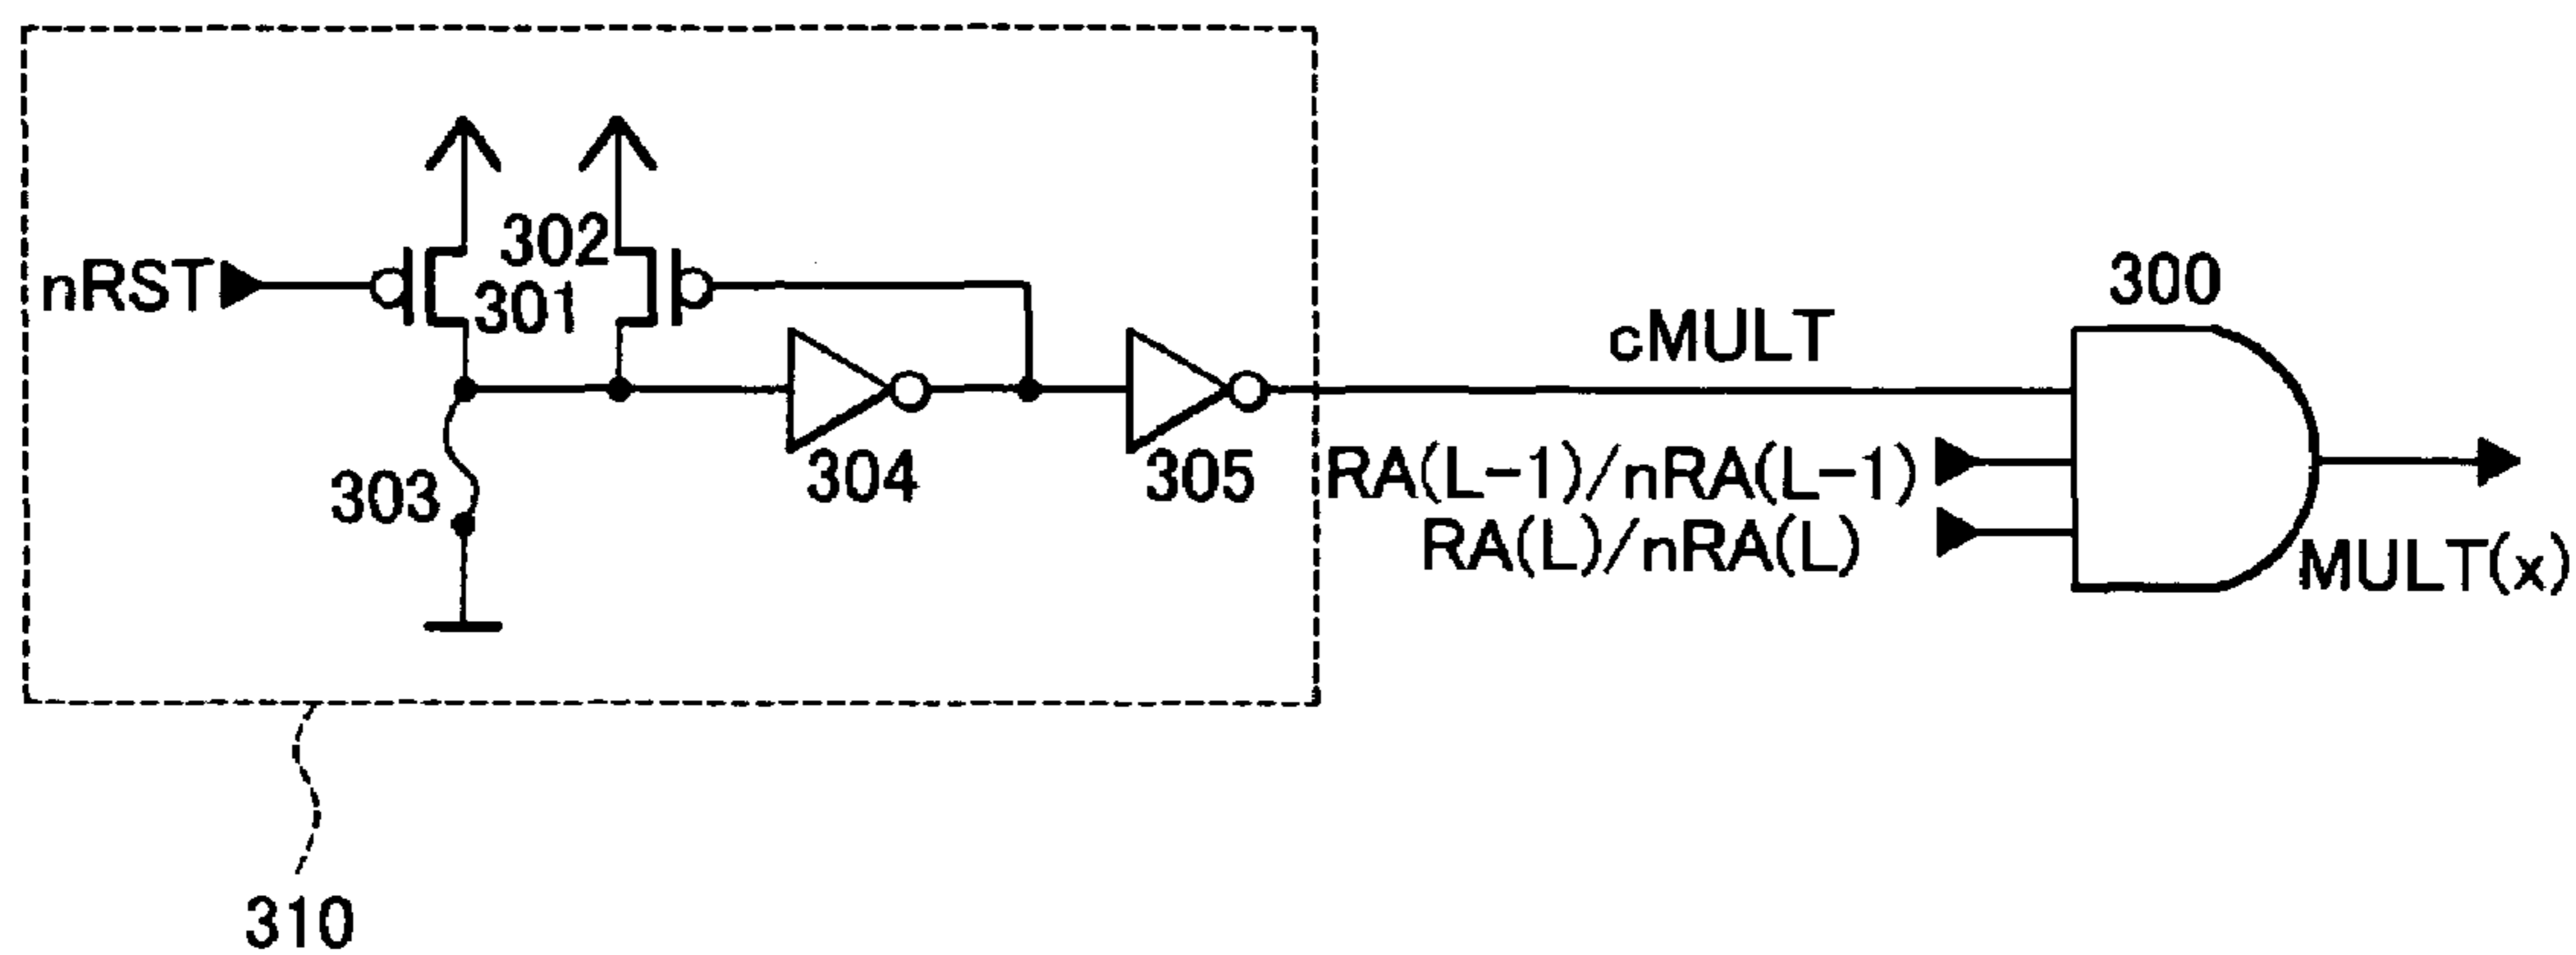 302
300
nRST
301
cMULT
303
304
305
RA(L-1)/nRA(L-1)
RA(L)/nRA(L)
MULT(x)
310